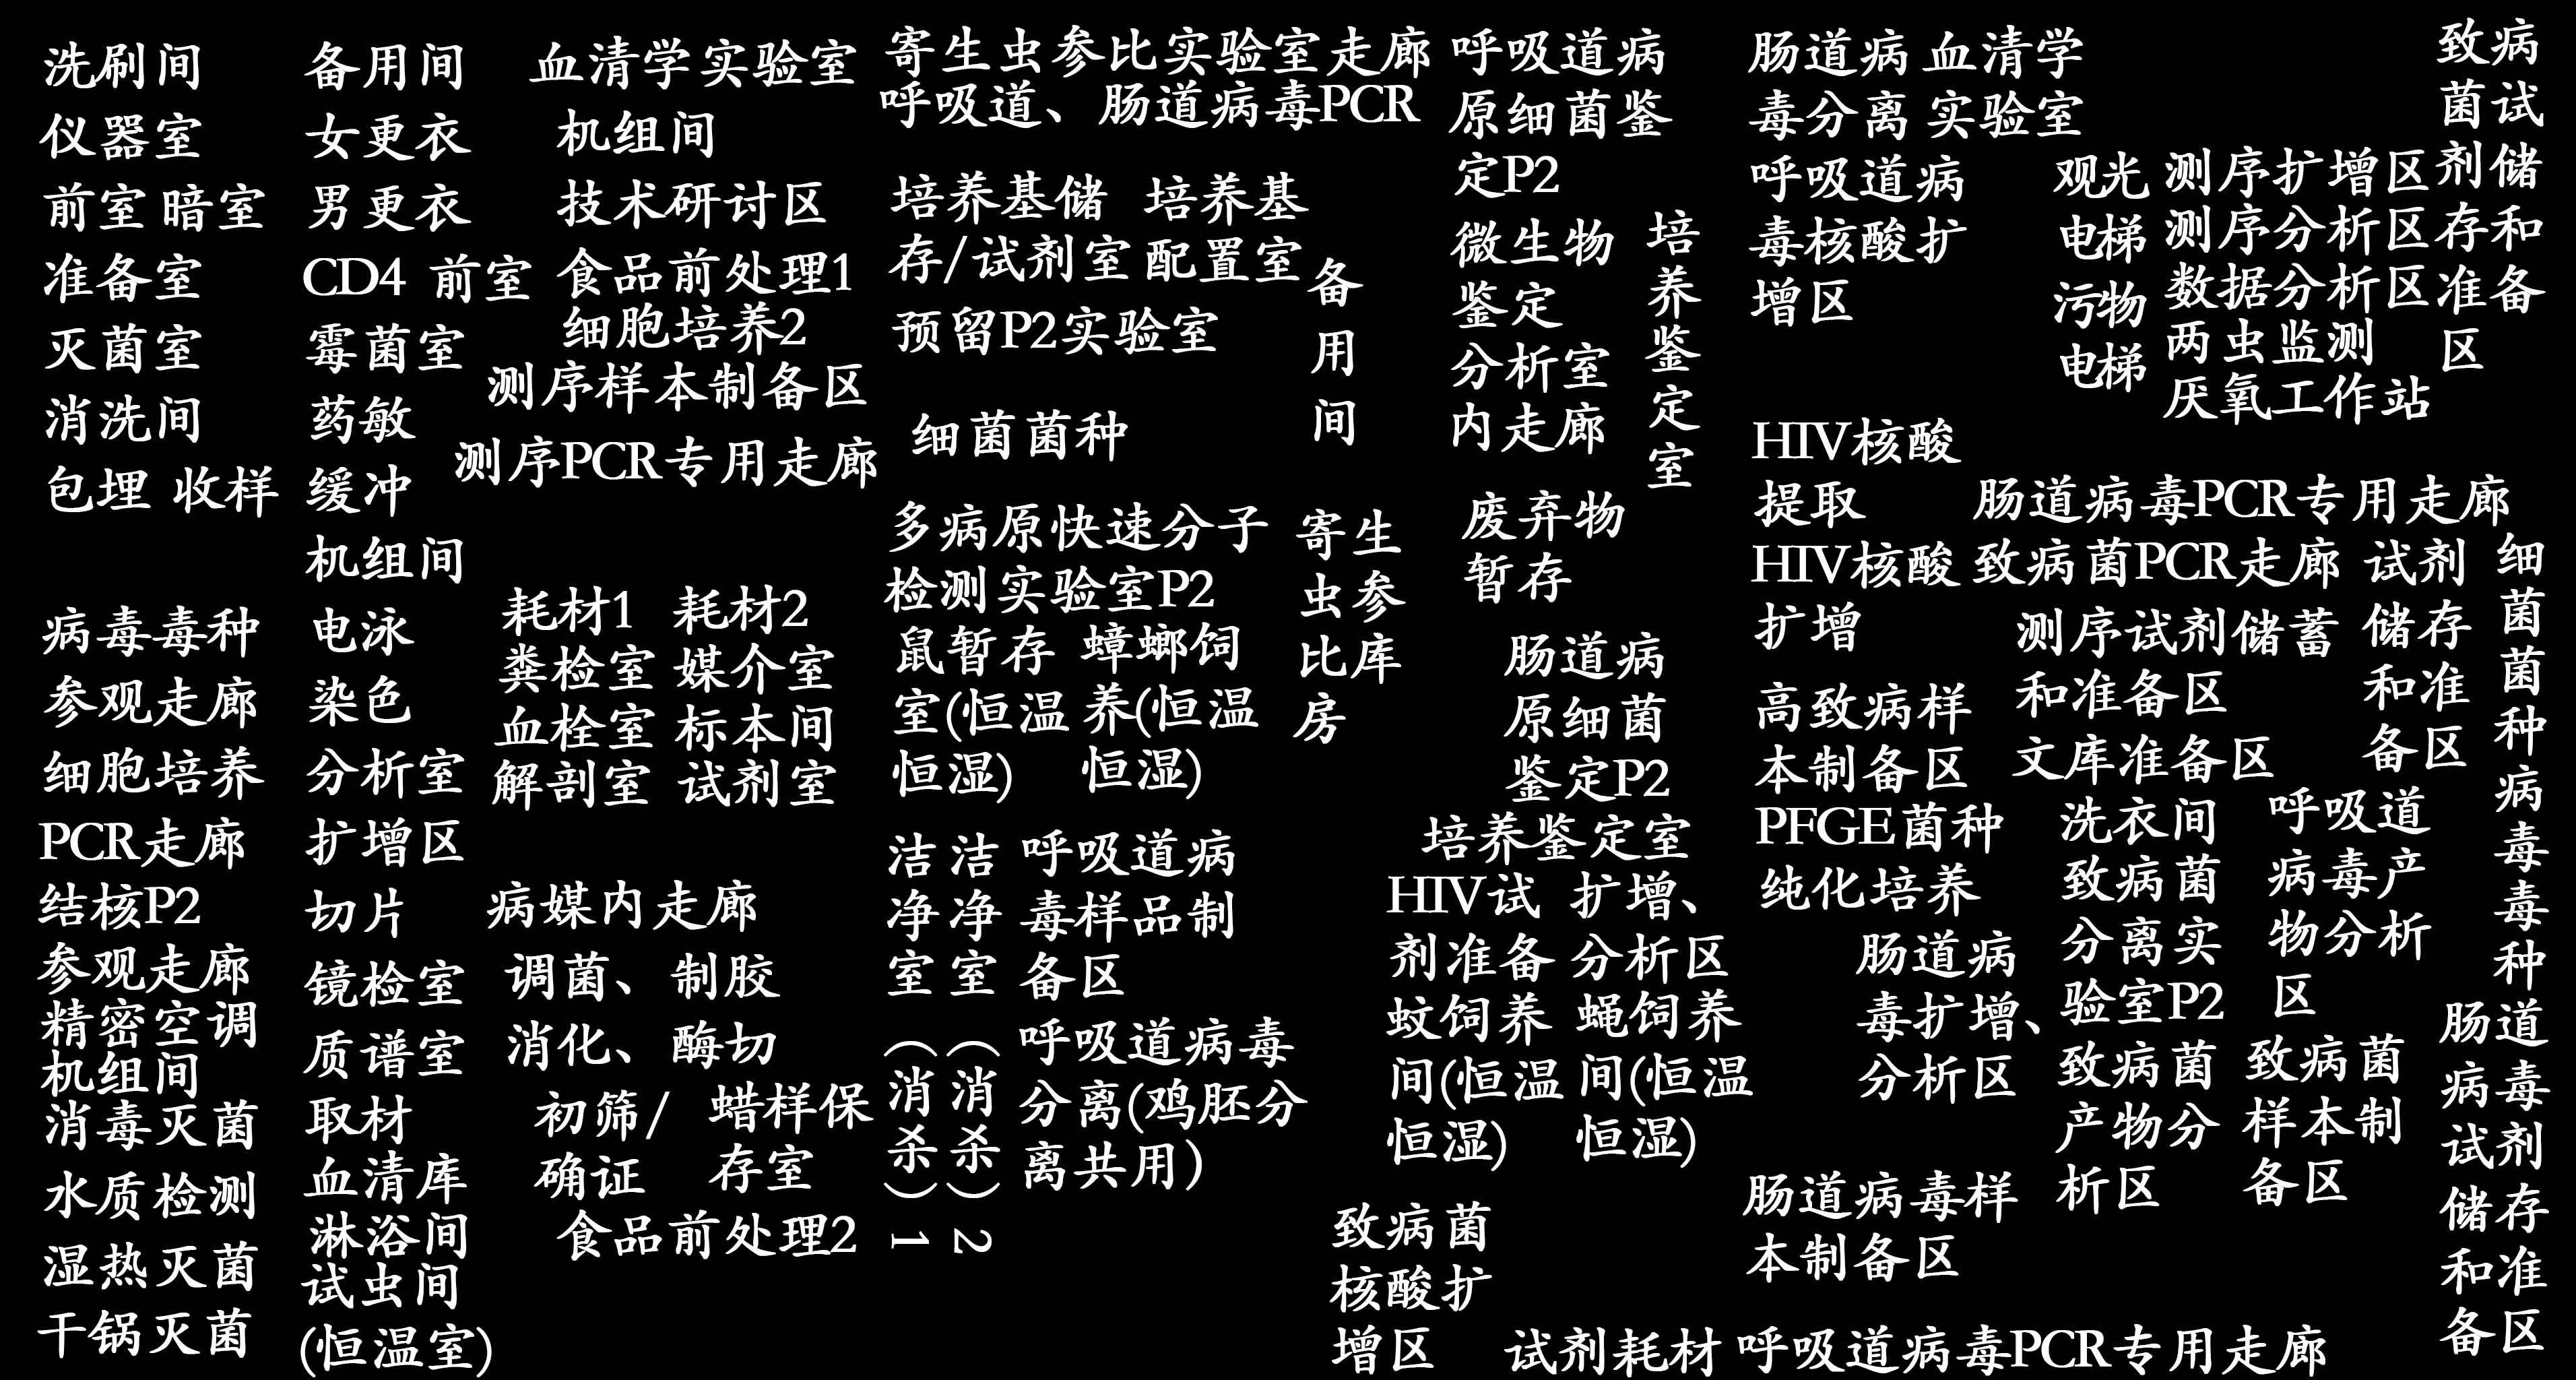 洗刷间
仪器室
前室 暗室
准备室
灭菌室
消洗间
包埋 收样
病毒毒种
参观走廊
细胞培养
PCR走廊
结核P2
参观走廊
精密空调
机组间
消毒灭菌
水质检测
湿热灭菌
干锅灭菌
备用间
女更衣
男更衣
CD4 前室
霉菌室
药敏
缓冲
机组间
电泳
染色
分析室
扩增区
切片
镜检室
质谱室
取材
血清库
淋浴间
试虫间
(恒温室)
血清学实验室
机组间
技术研讨区
食品前处理1
细胞培养2
测序样本制备区
测序PCR专用走廊
耗材1 耗材2
粪检室 媒介室
血栓室 标本间
解剖室 试剂室
病媒内走廊
调菌、制胶
消化、酶切
初筛/
确证
蜡样保
存室
食品前处理2
寄生虫参比实验室走廊
呼吸道、肠道病毒PCR
培养基储
存/试剂室
培养基
配置室
预留P2实验室
备用间
细菌菌种
多病原快速分子
检测实验室P2
鼠暂存
室(恒温
恒湿)
蟑螂饲
养(恒温
恒湿)
寄生
虫参
比库
房
洁净室(消杀)1
洁净室(消杀)2
呼吸道病
毒样品制
备区
呼吸道病毒
分离(鸡胚分
离共用)
呼吸道病
原细菌鉴
定P2
微生物
鉴定
分析室
内走廊
培养鉴定室
废弃物
暂存
肠道病
原细菌
鉴定P2
培养鉴定室
HIV试
剂准备
扩增、
分析区
蚊饲养
间(恒温
恒湿)
蝇饲养
间(恒温
恒湿)
致病菌
核酸扩
增区
试剂耗材
肠道病
毒分离
血清学
实验室
呼吸道病
毒核酸扩
增区
观光
电梯
污物
电梯
测序扩增区
测序分析区
数据分析区
两虫监测
厌氧工作站
致病
菌试
剂储
存和
准备
区
HIV核酸
提取
HIV核酸
扩增
肠道病毒PCR专用走廊
致病菌PCR走廊
试剂
储存
和准
备区
测序试剂储蓄
和准备区
文库准备区
高致病样
本制备区
PFGE菌种
纯化培养
细菌菌种病毒毒种
洗衣间
致病菌
分离实
验室P2
呼吸道
病毒产
物分析
区
肠道病
毒扩增、
分析区
致病菌
产物分
析区
致病菌
样本制
备区
肠道
病毒
试剂
储存
和准
备区
肠道病毒样
本制备区
呼吸道病毒PCR专用走廊